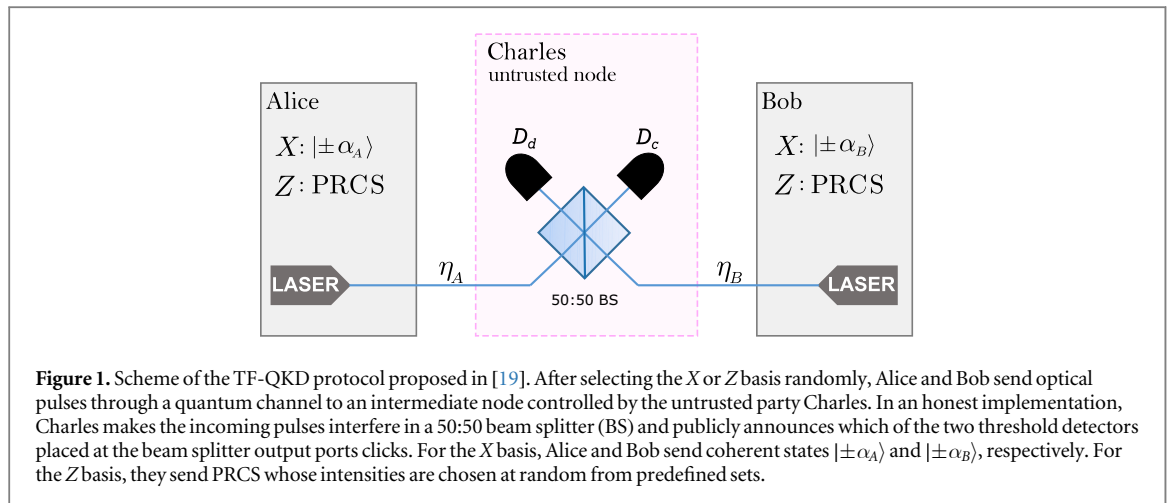 Charles
untrusted node
Alice
X: |±α_A⟩
Z: PRCS
D_d
D_c
Bob
X: |±α_B⟩
Z: PRCS
LASER
η_A
η_B
LASER
50:50 BS
Figure 1. Scheme of the TF-QKD protocol proposed in [19]. After selecting the X or Z basis randomly, Alice and Bob send optical
pulses through a quantum channel to an intermediate node controlled by the untrusted party Charles. In an honest implementation,
Charles makes the incoming pulses interfere in a 50:50 beam splitter (BS) and publicly announces which of the two threshold detectors
placed at the beam splitter output ports clicks. For the X basis, Alice and Bob send coherent states |±α_A⟩ and |±α_B⟩, respectively. For
the Z basis, they send PRCS whose intensities are chosen at random from predefined sets.